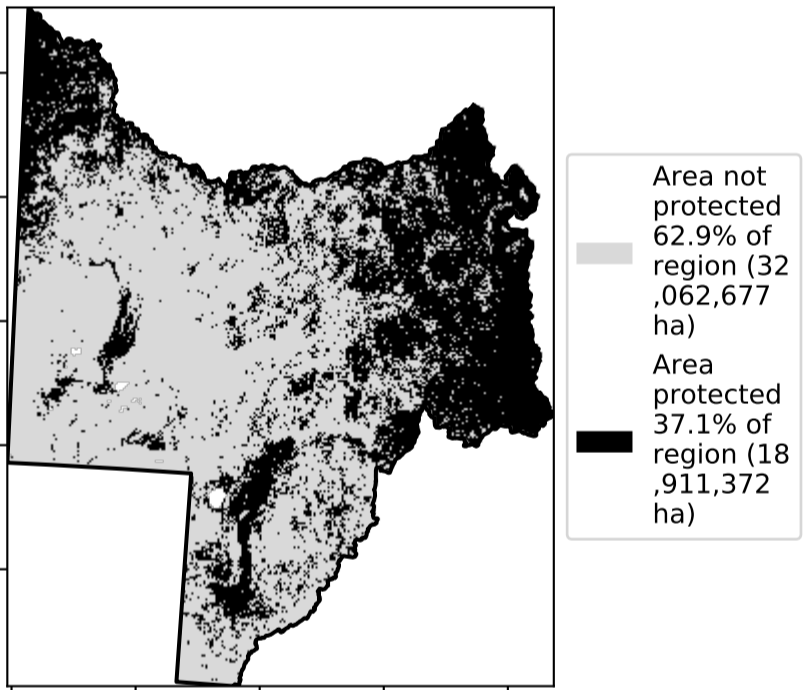 Area not
protected
62.9% of
region (32
,062,677
ha)
Area
protected
37.1% of
region (18
,911,372
ha)